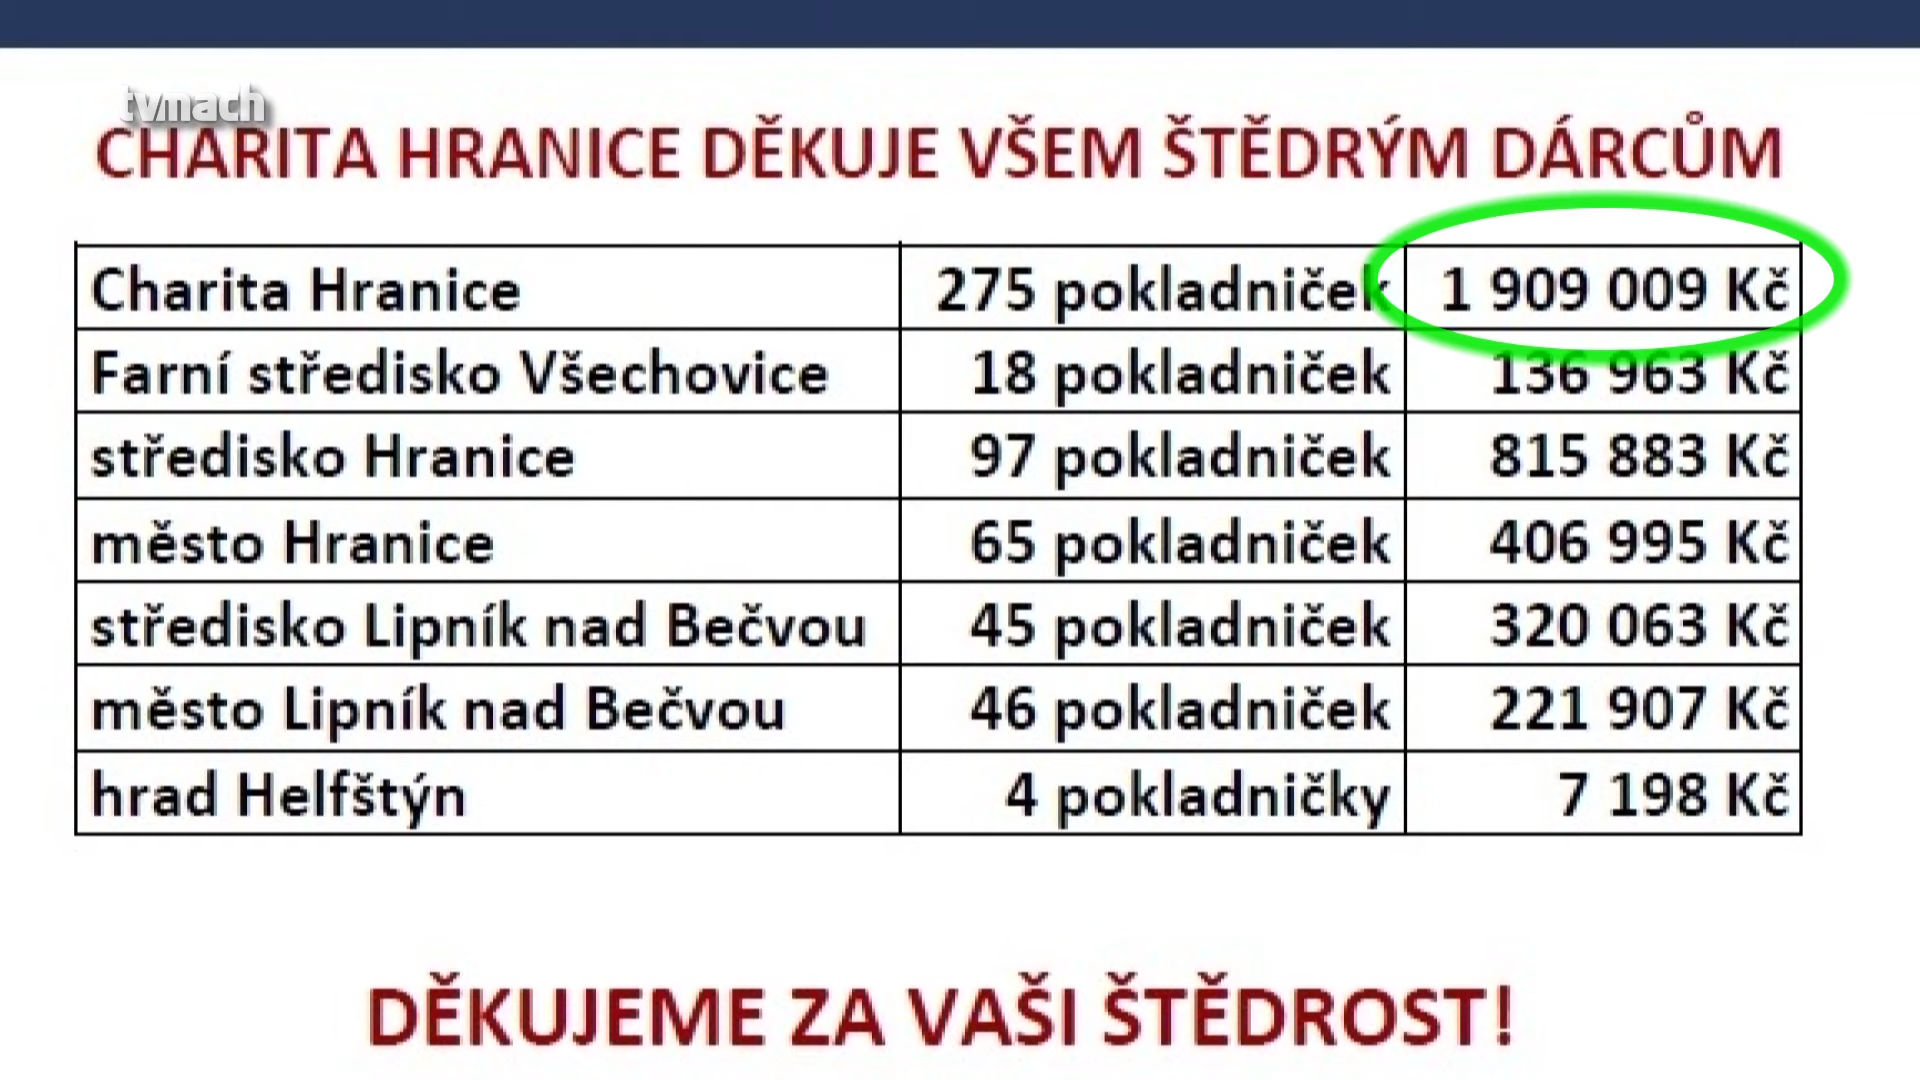 tvnach
CHARITA HRANICE DĚKUJE VŠEM ŠTĚDRÝM DÁRCŮM
Charita Hranice 275 pokladniček 1 909 009 Kč
Farní středisko Všechovice 18 pokladniček 136 963 Kč
středisko Hranice 97 pokladniček 815 883 Kč
město Hranice 65 pokladniček 406 995 Kč
středisko Lipník nad Bečvou 45 pokladniček 320 063 Kč
město Lipník nad Bečvou 46 pokladniček 221 907 Kč
hrad Helfštýn 4 pokladničky 7 198 Kč
DĚKUJEME ZA VAŠI ŠTĚDROST!